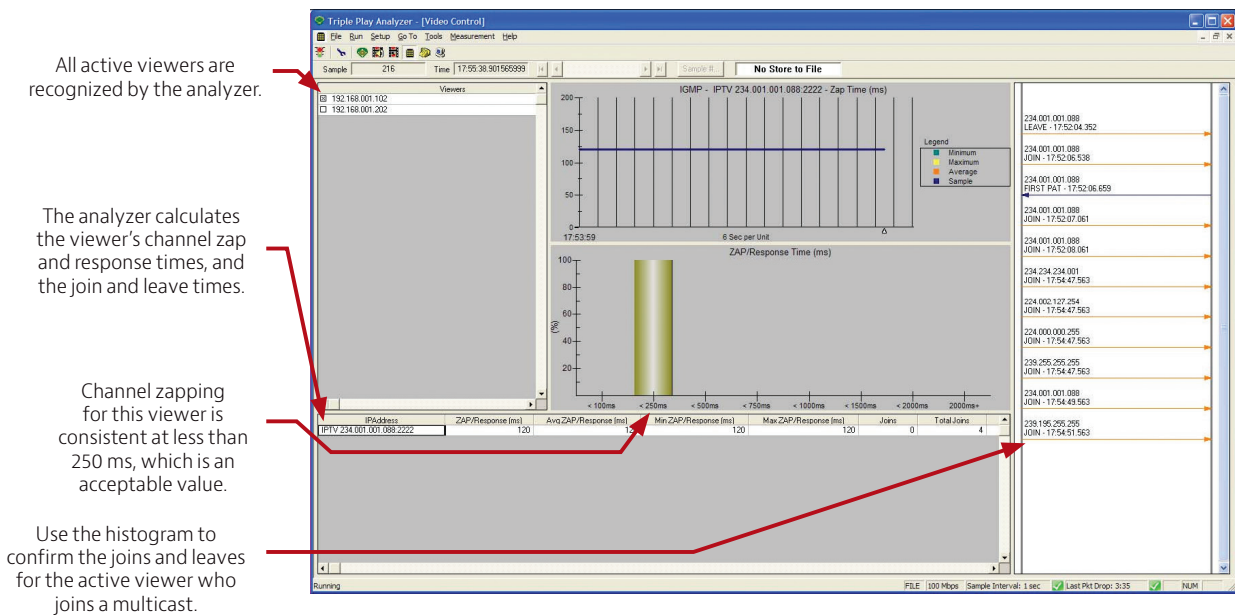 All active viewers are
recognized by the analyzer.
The analyzer calculates
the viewer's channel zap
and response times, and
the join and leave times.
Channel zapping
for this viewer is
consistent at less than
250 ms, which is an
acceptable value.
Use the histogram to
confirm the joins and leaves
for the active viewer who
joins a multicast.
Triple Play Analyzer - [Video Control]
File Run Setup Go To Tools Measurement Help
Sample 216 Time 17:55:38.901565999 Sample #... No Store to File
Viewers
192.168.001.102
192.168.001.202
IGMP - IPTV 234.001.001.088:2222 - Zap Time (ms)
200
150
100
50
0
17:53:59 6 Sec per Unit
Legend
Minimum
Maximum
Average
Sample
ZAP/Response Time (ms)
(%)
100
80
60
40
20
< 100ms < 250ms < 500ms < 750ms < 1000ms < 1500ms < 2000ms 2000ms+
IPAddress ZAP/Response (ms) Avg ZAP/Response (ms) Min ZAP/Response (ms) Max ZAP/Response (ms) Joins Total Joins
IPTV 234.001.001.088:2222 120 120 120 0 4
234.001.001.088
LEAVE - 17:52:04.352
234.001.001.088
JOIN - 17:52:06.538
234.001.001.088
FIRST PAT - 17:52:06.659
234.001.001.088
JOIN - 17:52:07.061
234.001.001.088
JOIN - 17:52:08.061
234.234.234.001
JOIN - 17:54:47.563
224.002.127.254
JOIN - 17:54:47.563
224.000.000.255
JOIN - 17:54:47.563
239.255.255.255
JOIN - 17:54:47.563
234.001.001.088
JOIN - 17:54:49.563
239.195.255.255
JOIN - 17:54:51.563
Running FILE 100 Mbps Sample Interval: 1 sec Last Pkt Drop: 3:35 NUM